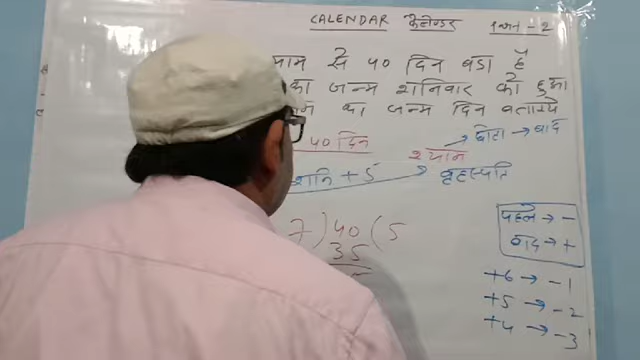 CALENDAR कैलेण्डर प्रश्न - 2
से 40 दिन बडा है
का जन्म शनिवार को हुआ
का जन्म दिन बताइये
40 दिन
श्याम → छोटा → बाद
शनि + 5 → बृहस्पति
7 ) 40 ( 5
35
पहले → -
बाद → +
+6 → -1
+5 → -2
+4 → -3